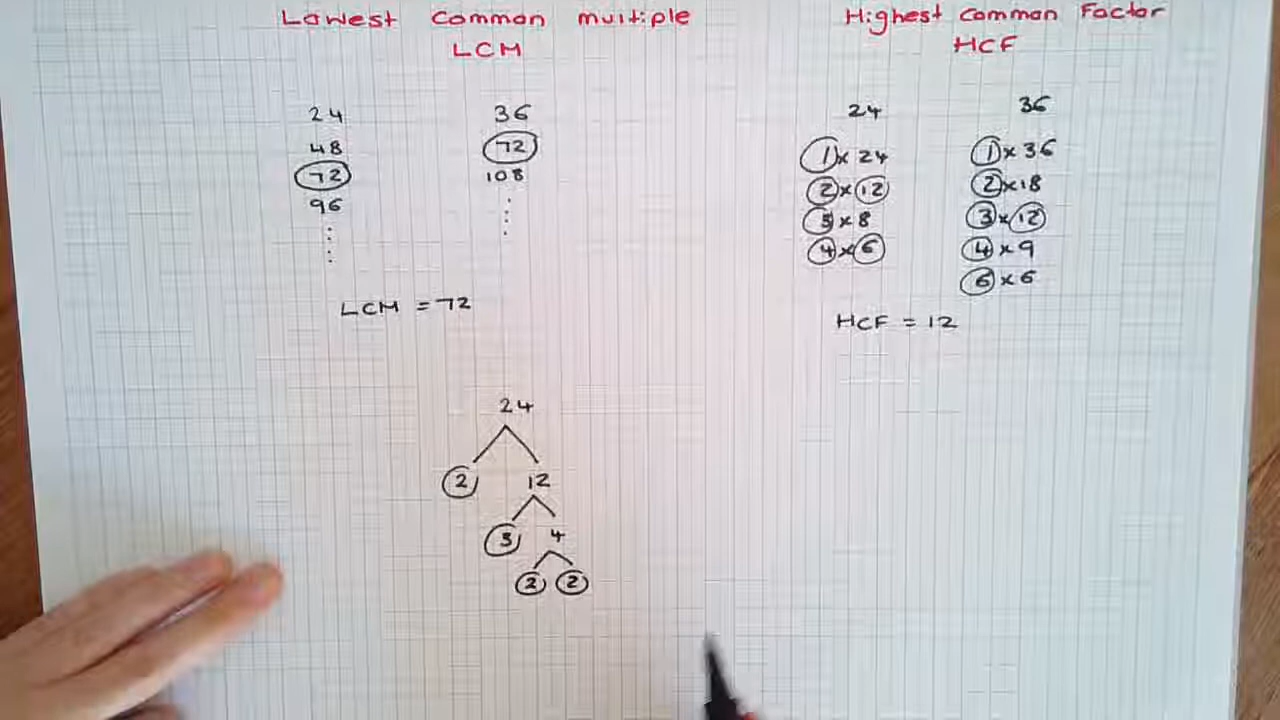 Lowest common multiple
LCM
24
48
72
96
36
72
108
LCM = 72
Highest common Factor
HCF
24
1 x 24
2 x 12
3 x 8
4 x 6
36
1 x 36
2 x 18
3 x 12
4 x 9
6 x 6
HCF = 12
24
2 12
3 4
2 2